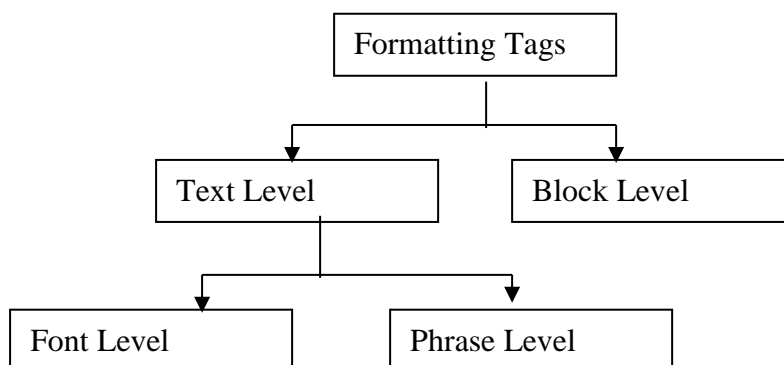 Formatting Tags
Text Level
Block Level
Font Level
Phrase Level